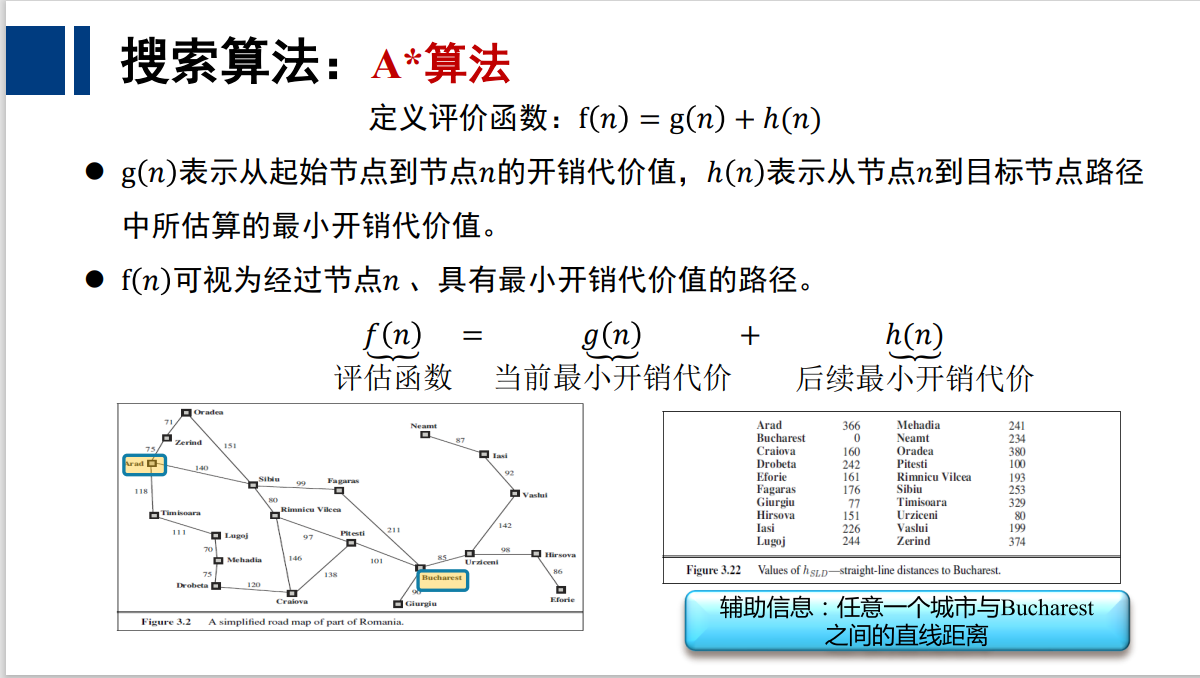 搜索算法：A*算法
定义评价函数：f(n) = g(n) + h(n)
● g(n)表示从起始节点到节点n的开销代价值，h(n)表示从节点n到目标节点路径
中所估算的最小开销代价值。
● f(n)可视为经过节点n 、具有最小开销代价值的路径。
f(n) = g(n) + h(n)
评估函数 当前最小开销代价 后续最小开销代价
Oradea
71
Neamt
Zerind
87
75
151
Iasi
Arad
140
92
Sibiu
99
Fagaras
118
80
Vaslui
Timisoara
Rimnicu Vilcea
111
Lugoj
97
Pitesti
211
142
70
98
Hirsova
Mehadia
146
101
85
Urziceni
75
138
86
Bucharest
Drobeta
120
90
Craiova
Giurgiu
Eforie
Figure 3.2 A simplified road map of part of Romania.
Arad 366 Mehadia 241
Bucharest 0 Neamt 234
Craiova 160 Oradea 380
Drobeta 242 Pitesti 100
Eforie 161 Rimnicu Vilcea 193
Fagaras 176 Sibiu 253
Giurgiu 77 Timisoara 329
Hirsova 151 Urziceni 80
Iasi 226 Vaslui 199
Lugoj 244 Zerind 374
Figure 3.22 Values of hSLD—straight-line distances to Bucharest.
辅助信息：任意一个城市与Bucharest
之间的直线距离